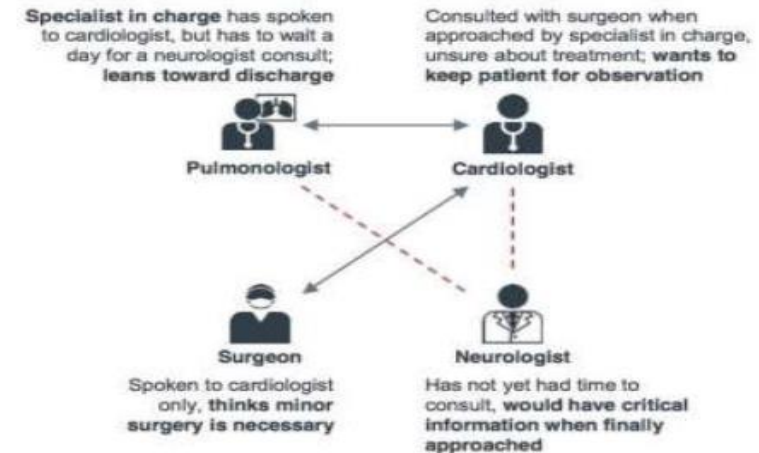 Specialist in charge has spoken
to cardiologist, but has to wait a
day for a neurologist consult;
leans toward discharge
Consulted with surgeon when
approached by specialist in charge,
unsure about treatment; wants to
keep patient for observation
Pulmonologist
Cardiologist
Surgeon
Neurologist
Spoken to cardiologist
only, thinks minor
surgery is necessary
Has not yet had time to
consult, would have critical
information when finally
approached